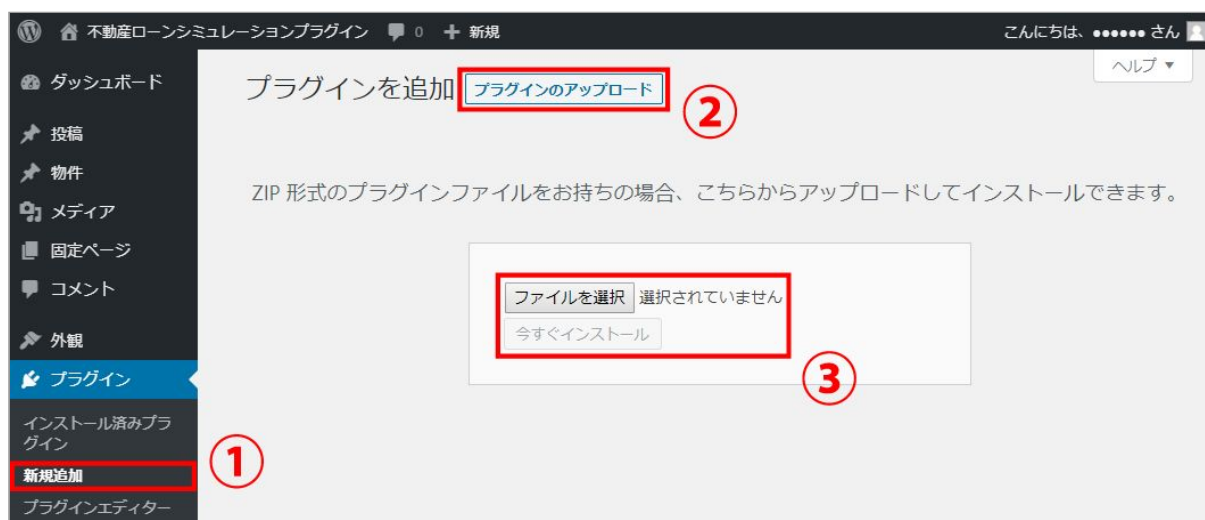 不動産ローンシミュレーションプラグイン 0 + 新規 こんにちは、●●●●●● さん
ヘルプ ▼
ダッシュボード
投稿
物件
メディア
固定ページ
コメント
外観
プラグイン
インストール済みプラ
グイン
新規追加
①
プラグインエディター
プラグインを追加 プラグインのアップロード
②
ZIP 形式のプラグインファイルをお持ちの場合、こちらからアップロードしてインストールできます。
ファイルを選択 選択されていません
今すぐインストール
③